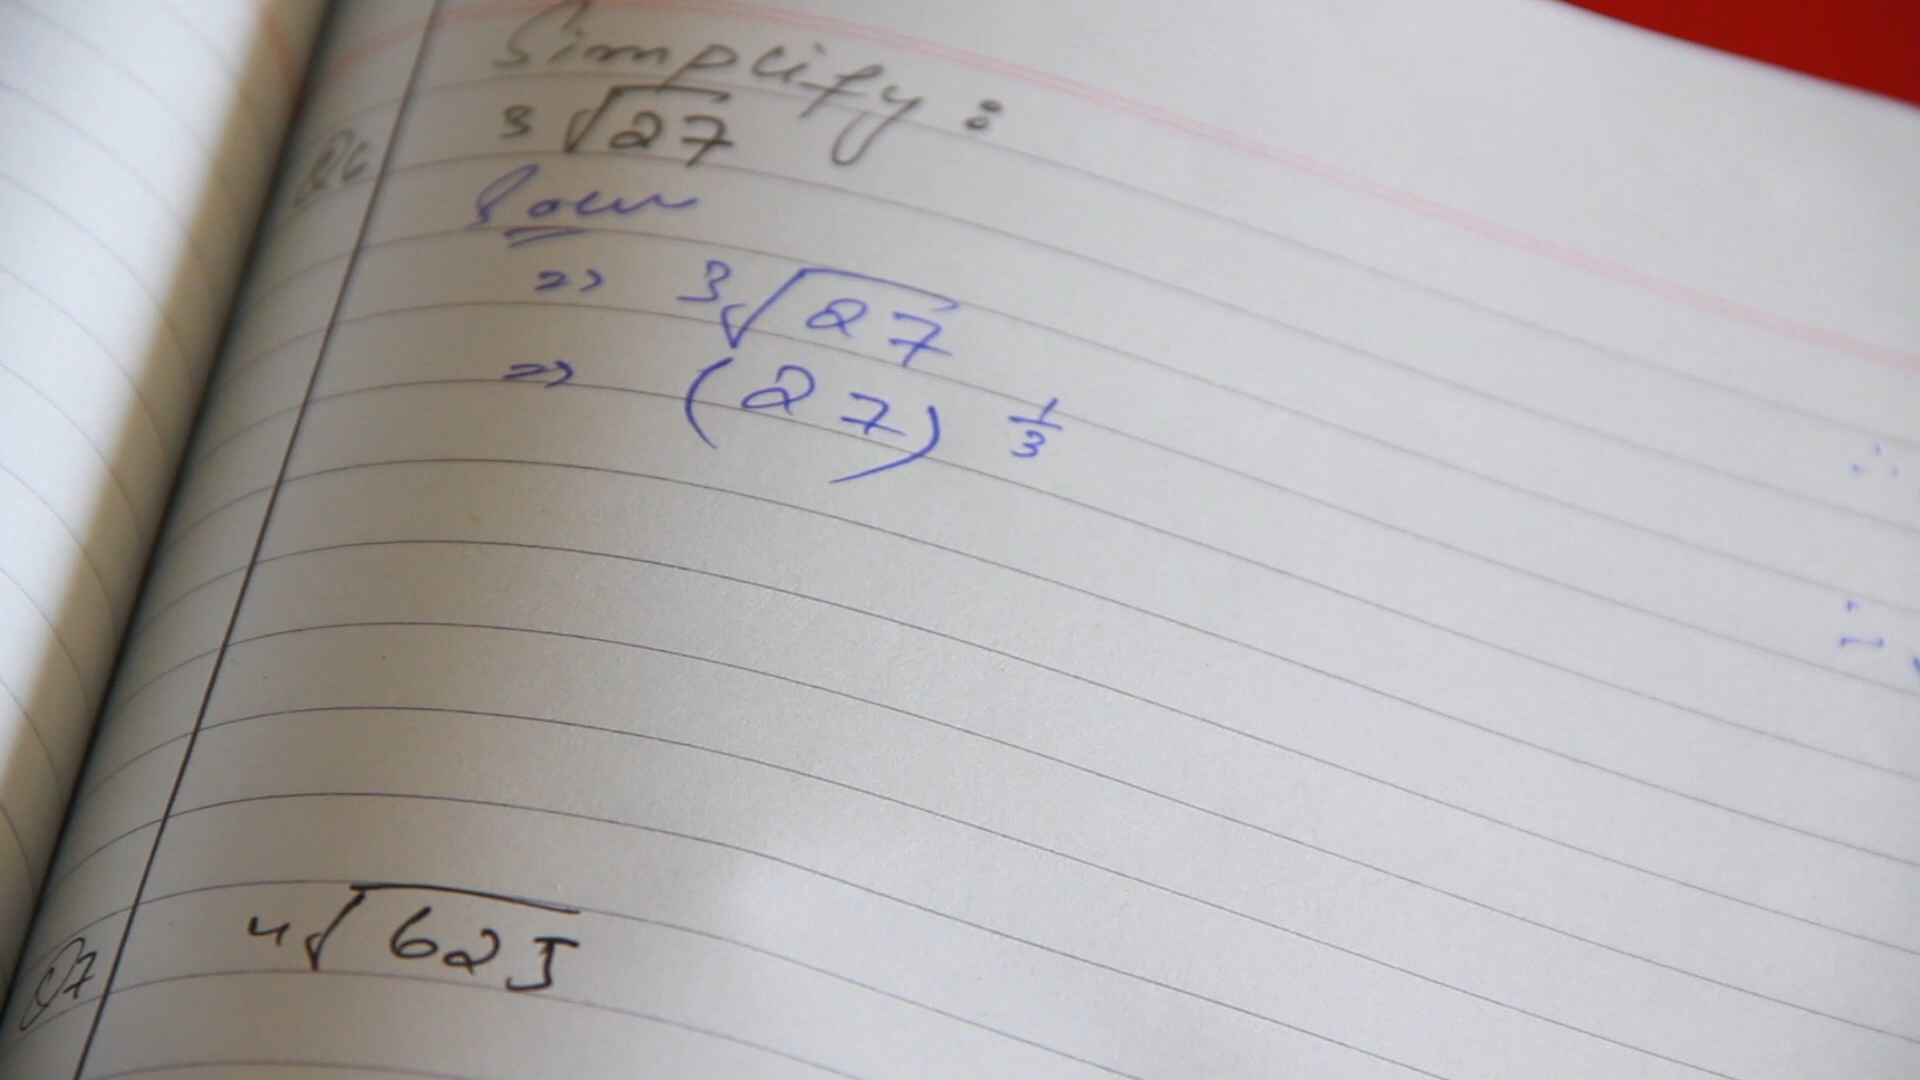 Simplify :
Q6 ³√27
Soln
=> ³√27
=> (27) 1/3
Q7 ⁴√625